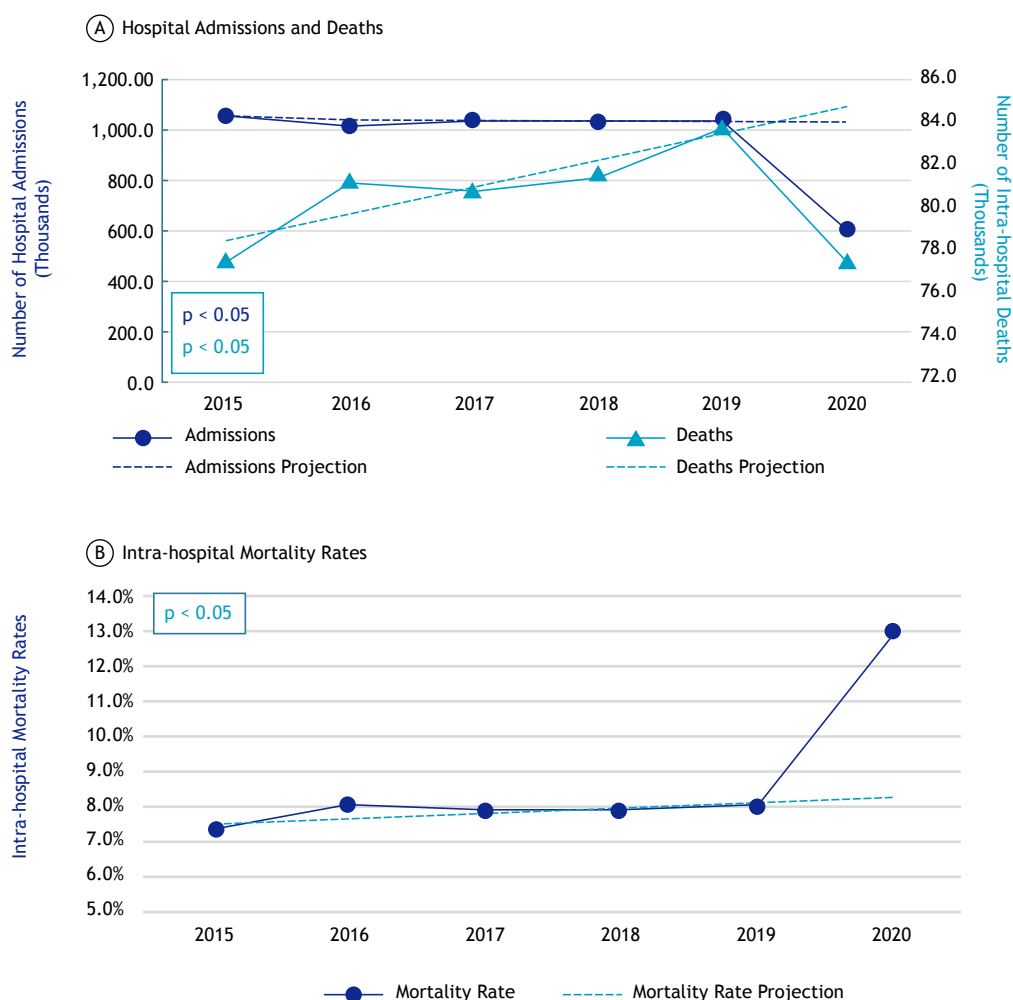 A Hospital Admissions and Deaths
Number of Hospital Admissions
(Thousands)
1,200.00
1,000.0
800.0
600.0
400.0
200.0
0.0
p < 0.05
p < 0.05
86.0
84.0
82.0
80.0
78.0
76.0
74.0
72.0
Number of Intra-hospital Deaths
(Thousands)
2015 2016 2017 2018 2019 2020
Admissions Deaths
Admissions Projection Deaths Projection
B Intra-hospital Mortality Rates
Intra-hospital Mortality Rates
14.0%
13.0%
12.0%
11.0%
10.0%
9.0%
8.0%
7.0%
6.0%
5.0%
p < 0.05
2015 2016 2017 2018 2019 2020
Mortality Rate Mortality Rate Projection